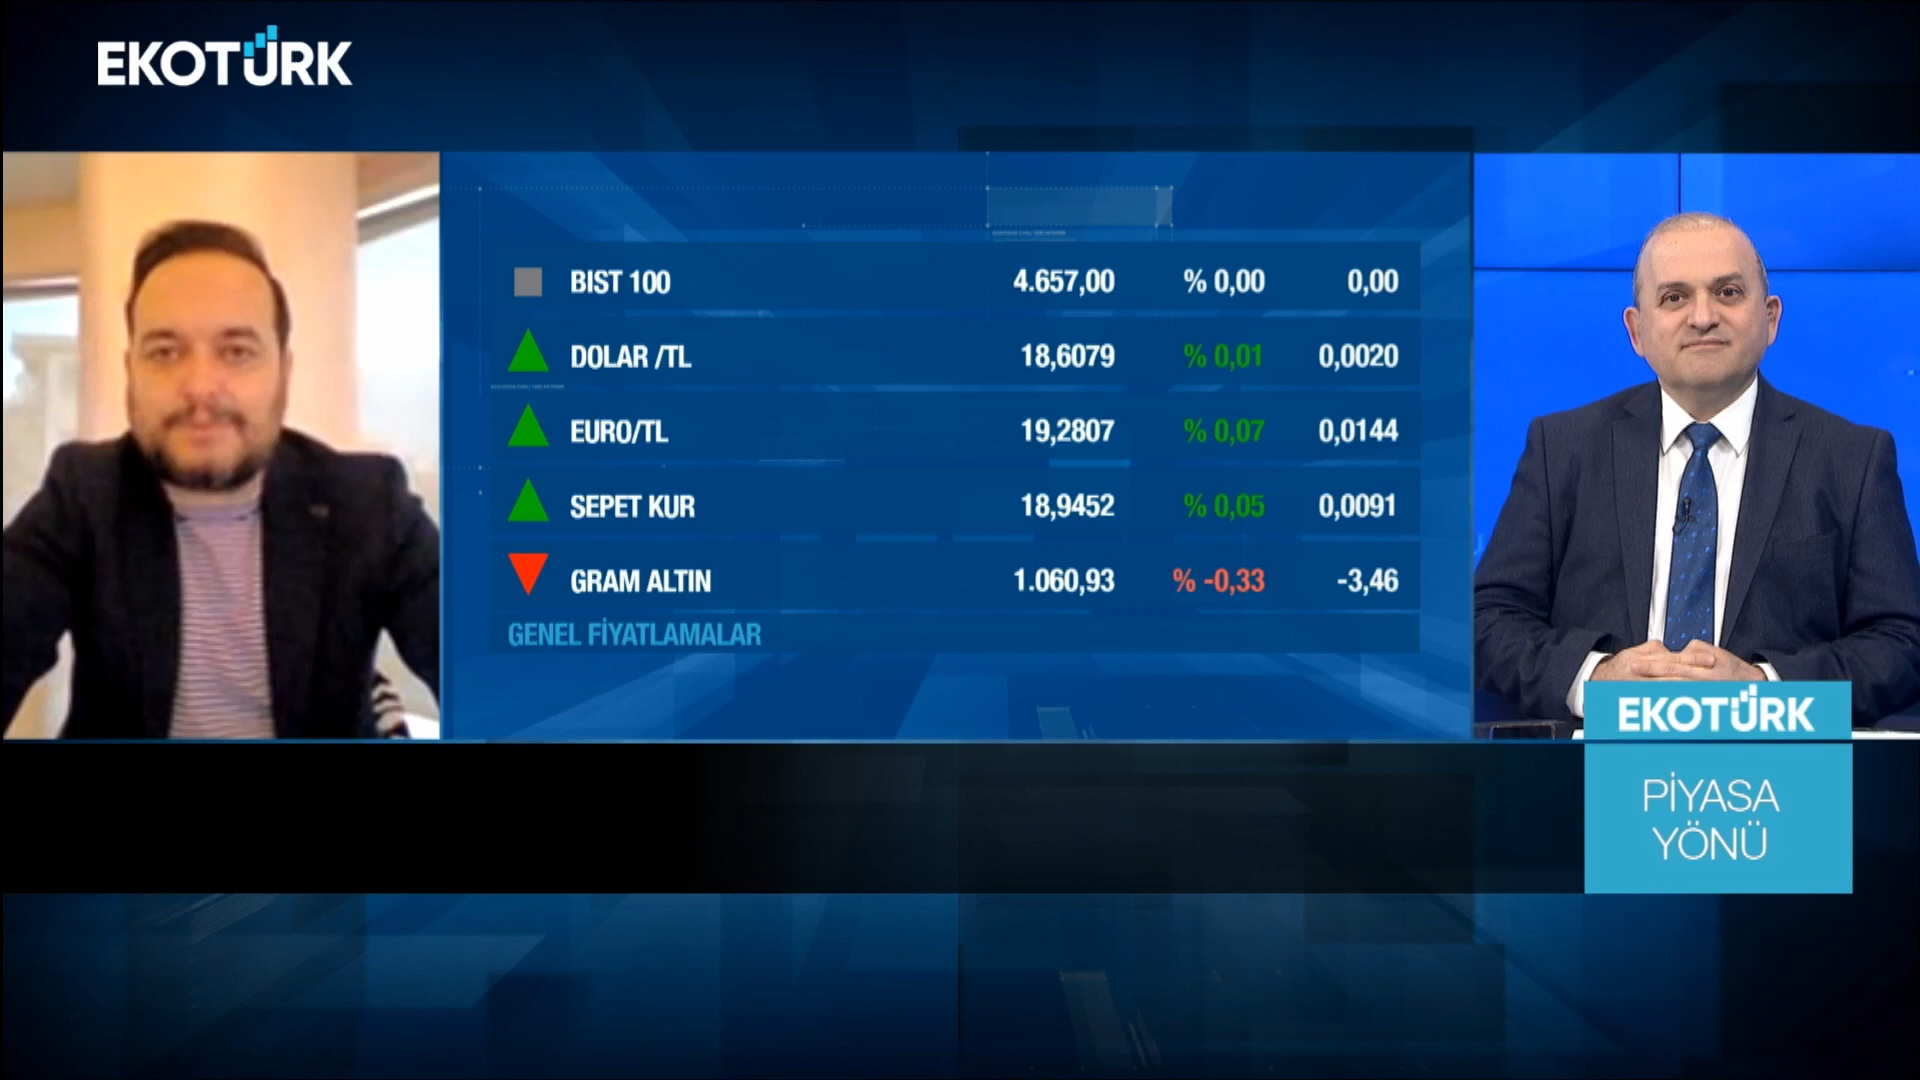 EKOTÜRK
BIST 100 4.657,00 % 0,00 0,00
DOLAR /TL 18,6079 % 0,01 0,0020
EURO/TL 19,2807 % 0,07 0,0144
SEPET KUR 18,9452 % 0,05 0,0091
GRAM ALTIN 1.060,93 % -0,33 -3,46
GENEL FİYATLAMALAR
EKOTÜRK
PİYASA
YÖNÜ